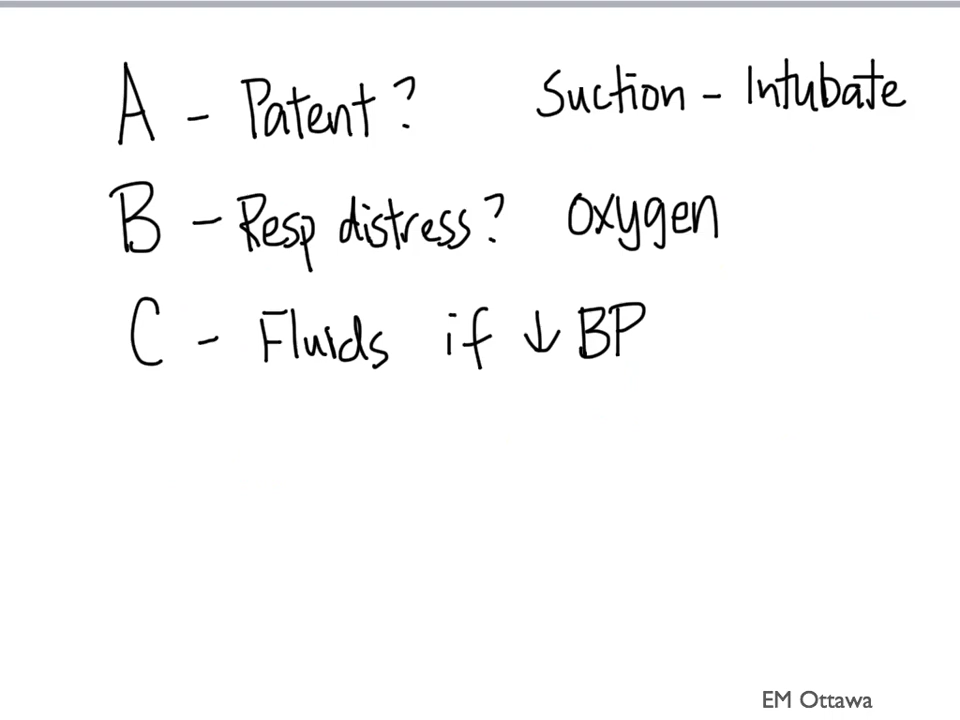 A - Patent? Suction - Intubate
B - Resp distress? oxygen
C - Fluids if ↓ BP
EM Ottawa